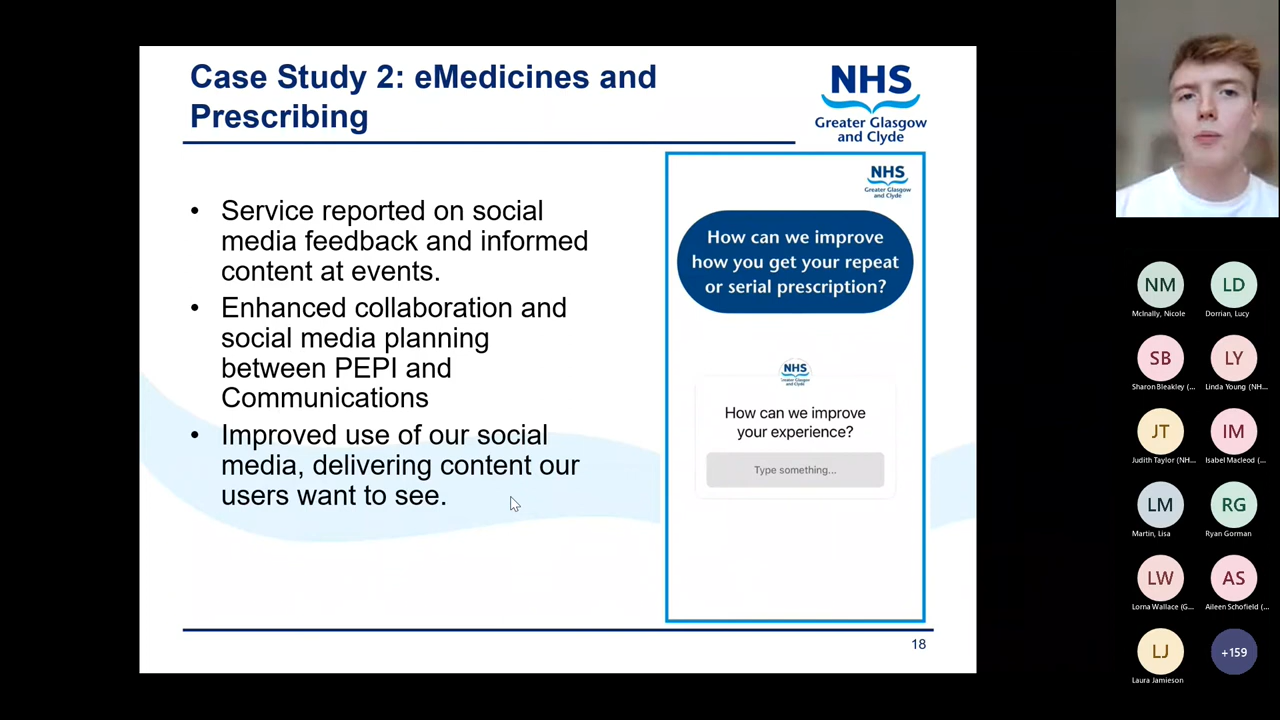 Case Study 2: eMedicines and
Prescribing
NHS
Greater Glasgow
and Clyde
• Service reported on social
media feedback and informed
content at events.
• Enhanced collaboration and
social media planning
between PEPI and
Communications
• Improved use of our social
media, delivering content our
users want to see.
NHS
Greater Glasgow
and Clyde
How can we improve
how you get your repeat
or serial prescription?
NHS
Greater Glasgow
and Clyde
How can we improve
your experience?
Type something...
18
NM
McInally, Nicole
LD
Dorrian, Lucy
SB
Sharon Bleakley (...
LY
Linda Young (NH...
JT
Judith Taylor (NH...
IM
Isabel Macleod (...
LM
Martin, Lisa
RG
Ryan Gorman
LW
Lorna Wallace (G...
AS
Aileen Schofield (...
LJ
Laura Jamieson
+159